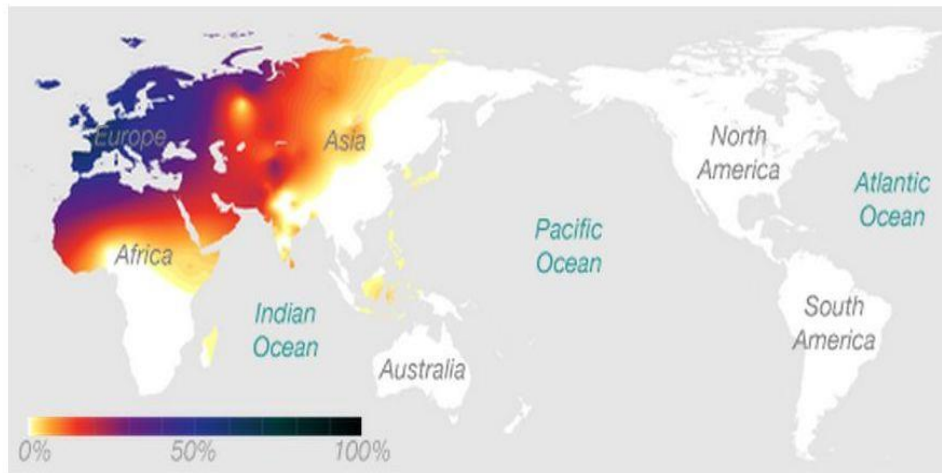 Europe
Asia
North
America
Atlantic
Ocean
Pacific
Ocean
Africa
Indian
Ocean
South
America
Australia
0%
50%
100%